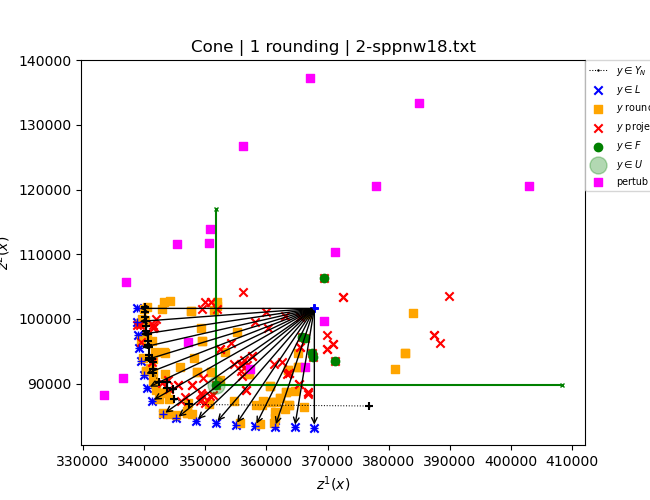 Cone | 1 rounding | 2-sppnw18.txt
140000
130000
120000
110000
100000
90000
z²(x)
330000 340000 350000 360000 370000 380000 390000 400000 410000
z¹(x)
y ∈ Y_N
y ∈ L
y roun
y proje
y ∈ F
y ∈ U
pertub